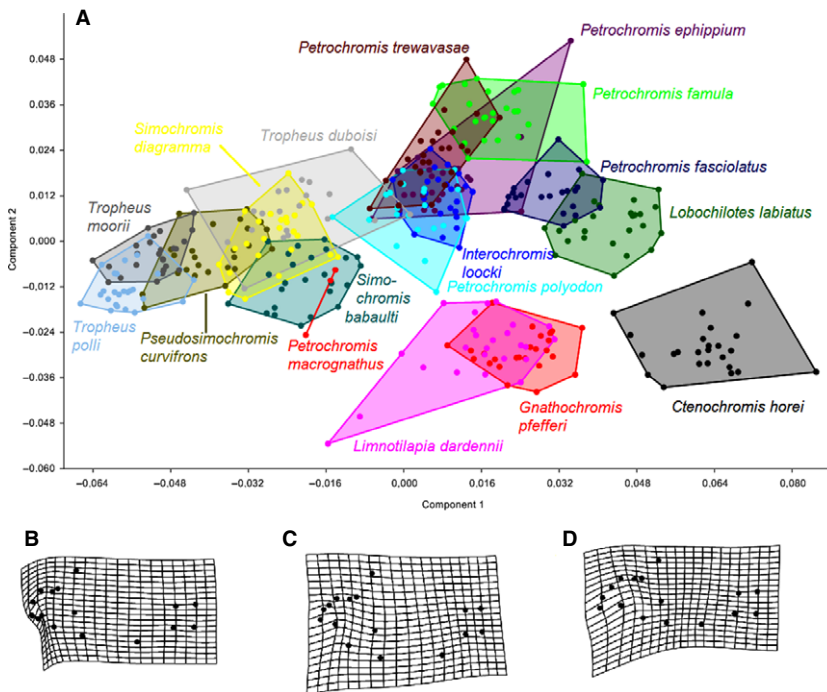 A
Petrochromis trewavasae
Petrochromis ephippium
Simochromis
diagramma
Tropheus duboisi
Petrochromis famula
Tropheus
moorii
Petrochromis fasciolatus
Lobochilotes labiatus
Interochromis
loocki
Simo-
chromis
babaulti
Petrochromis polyodon
Tropheus
polli
Pseudosimochromis
curvifrons
Petrochromis
macrognathus
Gnathochromis
pfefferi
Ctenochromis horei
Limnotilapia dardennii
Component 2
0.048
0.036
0.024
0.012
0.000
−0.012
−0.024
−0.036
−0.048
−0.060
−0.064
−0.048
−0.032
−0.016
0,000
0.016
0.032
0.048
0.064
0.080
Component 1
B
C
D